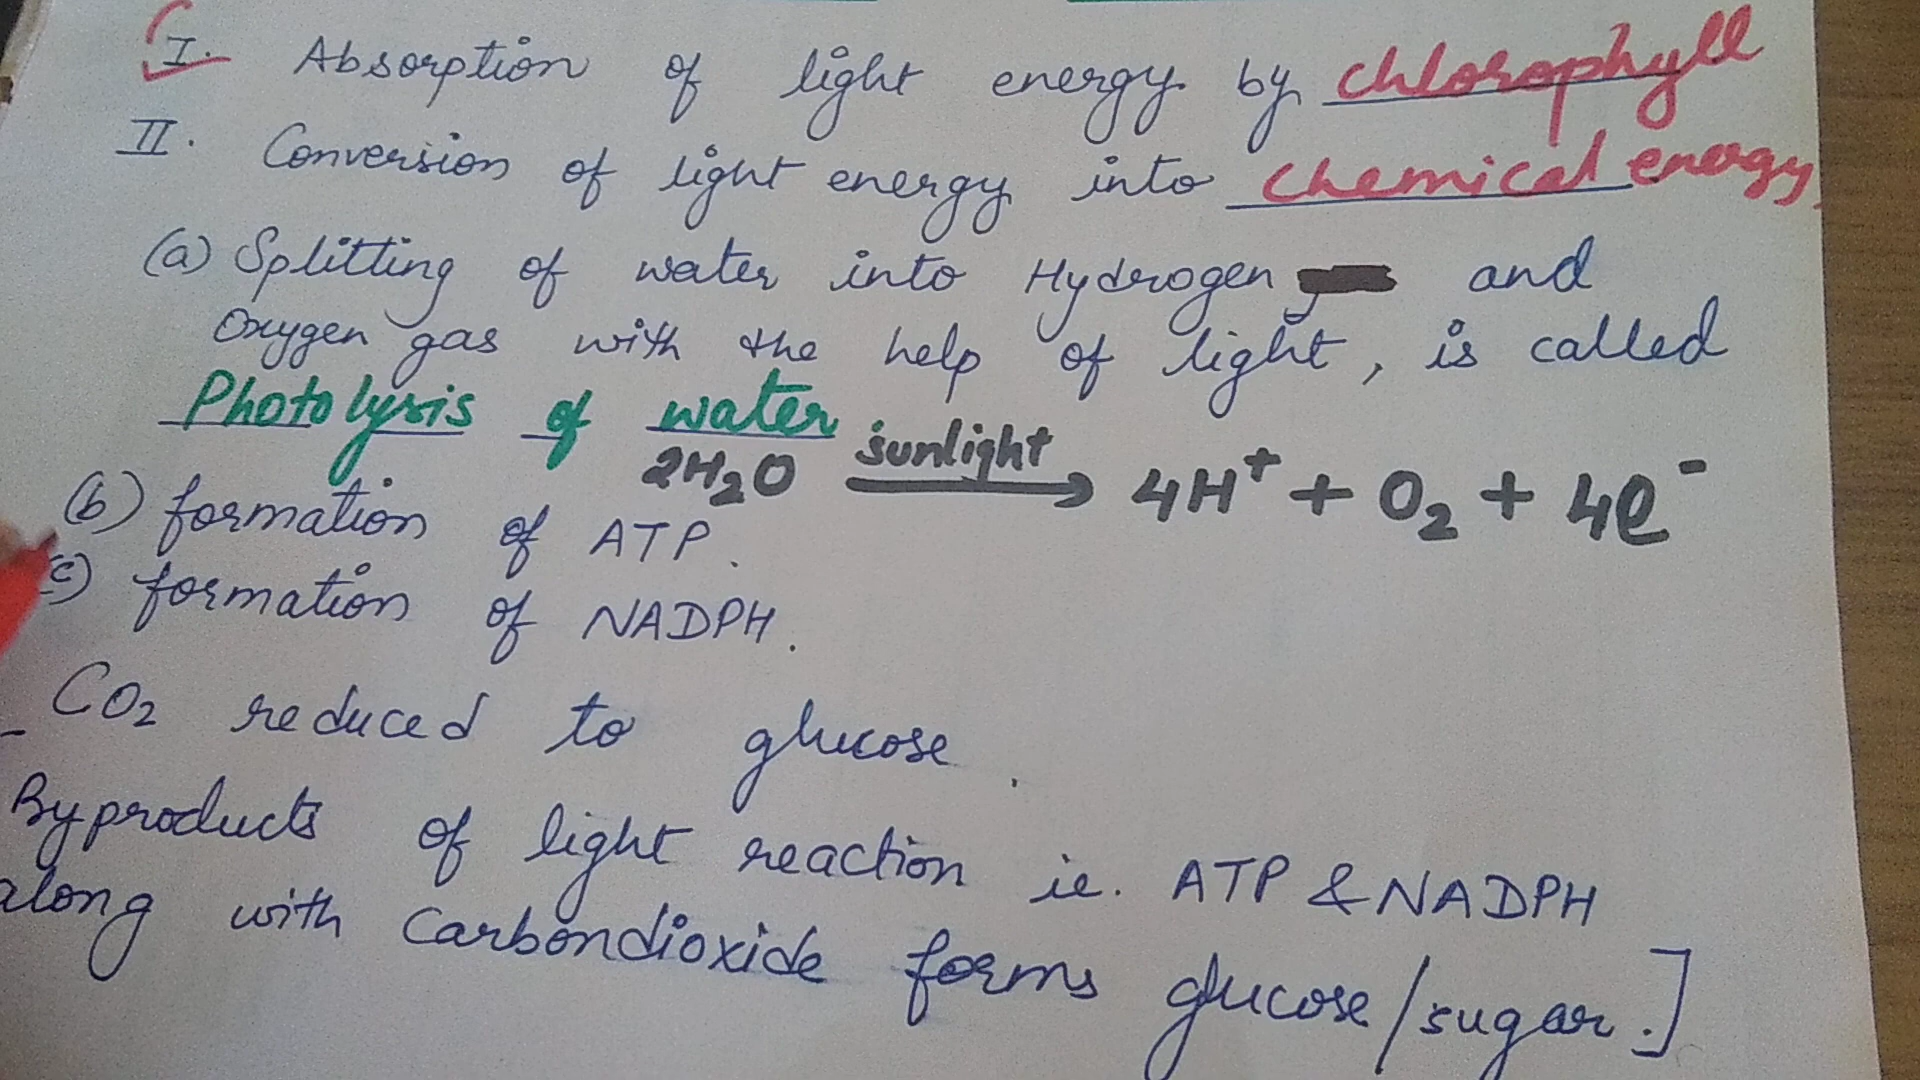 I. Absorption of light energy by chlorophyll
II. Conversion of light energy into chemical energy
(a) Splitting of water into Hydrogen and
Oxygen gas with the help of light, is called
Photolysis of water
2H₂O sunlight → 4H⁺ + O₂ + 4e⁻
(b) formation of ATP.
(c) formation of NADPH.
- CO₂ reduced to glucose.
Byproducts of light reaction ie. ATP & NADPH
along with Carbondioxide forms glucose/sugar.]